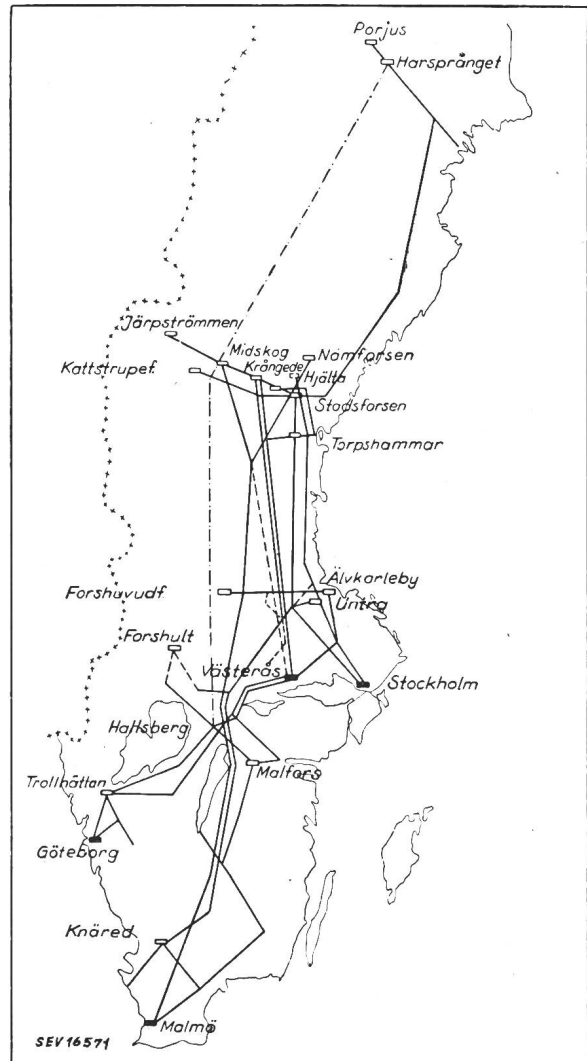 Porjus
Harsprånget
Järpströmmen
Midskog
Nämforsen
Kattstrupef.
Krångede
Hjälta
Stadsforsen
Torpshammar
Forshuvudf.
Älvkarleby
Untra
Forshult
Västerås
Stockholm
Hallsberg
Trollhättan
Malfors
Göteborg
Knäred
Malmö
SEV 16571